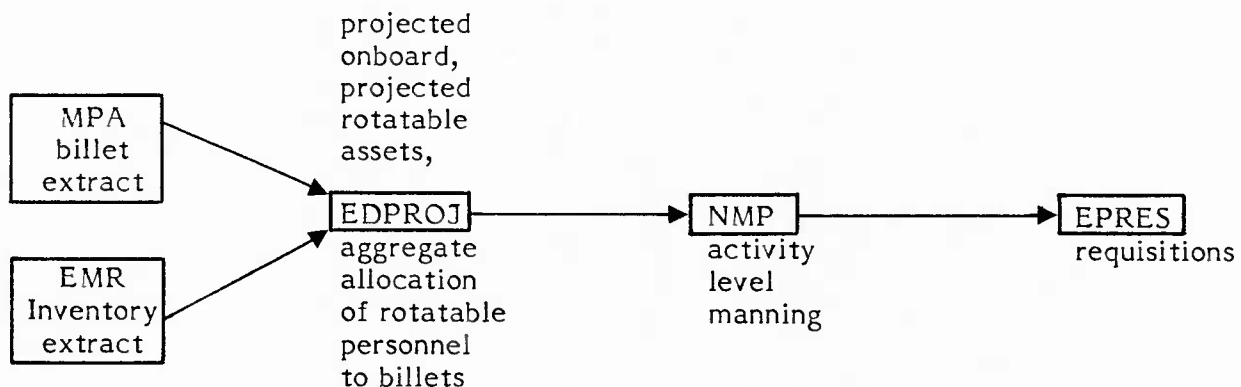 MPA
billet
extract
EMR
Inventory
extract
projected
onboard,
projected
rotatable
assets,
EDPROJ
aggregate
allocation
of rotatable
personnel
to billets
NMP
activity
level
manning
EPRES
requisitions